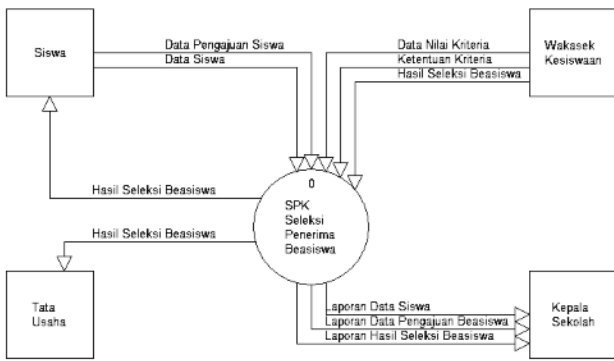 Siswa
Data Pengajuan Siswa
Data Siswa
Data Nilai Kriteria
Ketentuan Kriteria
Hasil Seleksi Beasiswa
Wakasek
Kesiswaan
Hasil Seleksi Beasiswa
0
SPK
Seleksi
Penerima
Beasiswa
Hasil Seleksi Beasiswa
Tata
Usaha
Laporan Data Siswa
Laporan Data Pengajuan Beasiswa
Laporan Hasil Seleksi Beasiswa
Kepala
Sekolah